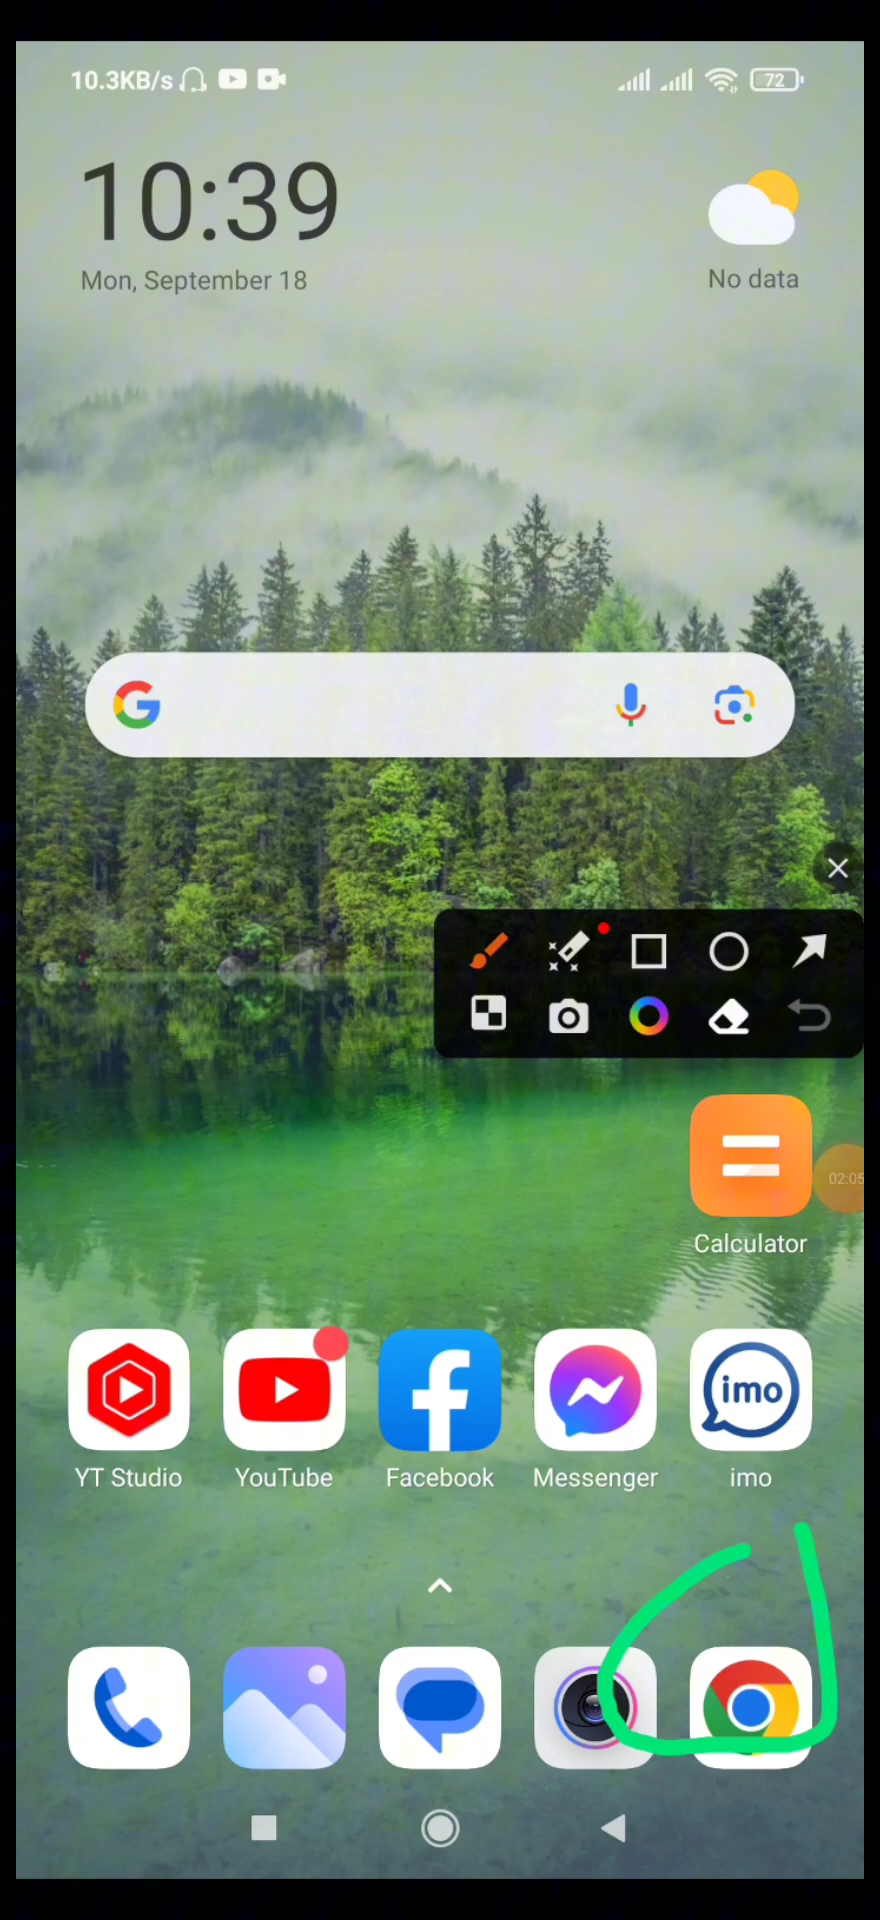 10.3KB/s 72
10:39
Mon, September 18
No data
02:05
Calculator
imo
YT Studio YouTube Facebook Messenger imo